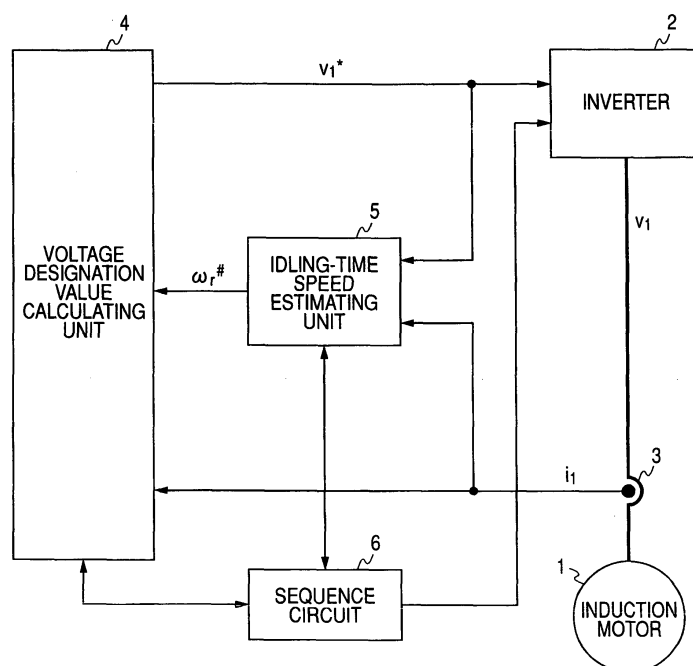 4
2
v₁*
INVERTER
5
v₁
VOLTAGE
DESIGNATION
VALUE
CALCULATING
UNIT
ωᵣ#
IDLING-TIME
SPEED
ESTIMATING
UNIT
3
i₁
6
1
SEQUENCE
CIRCUIT
INDUCTION
MOTOR